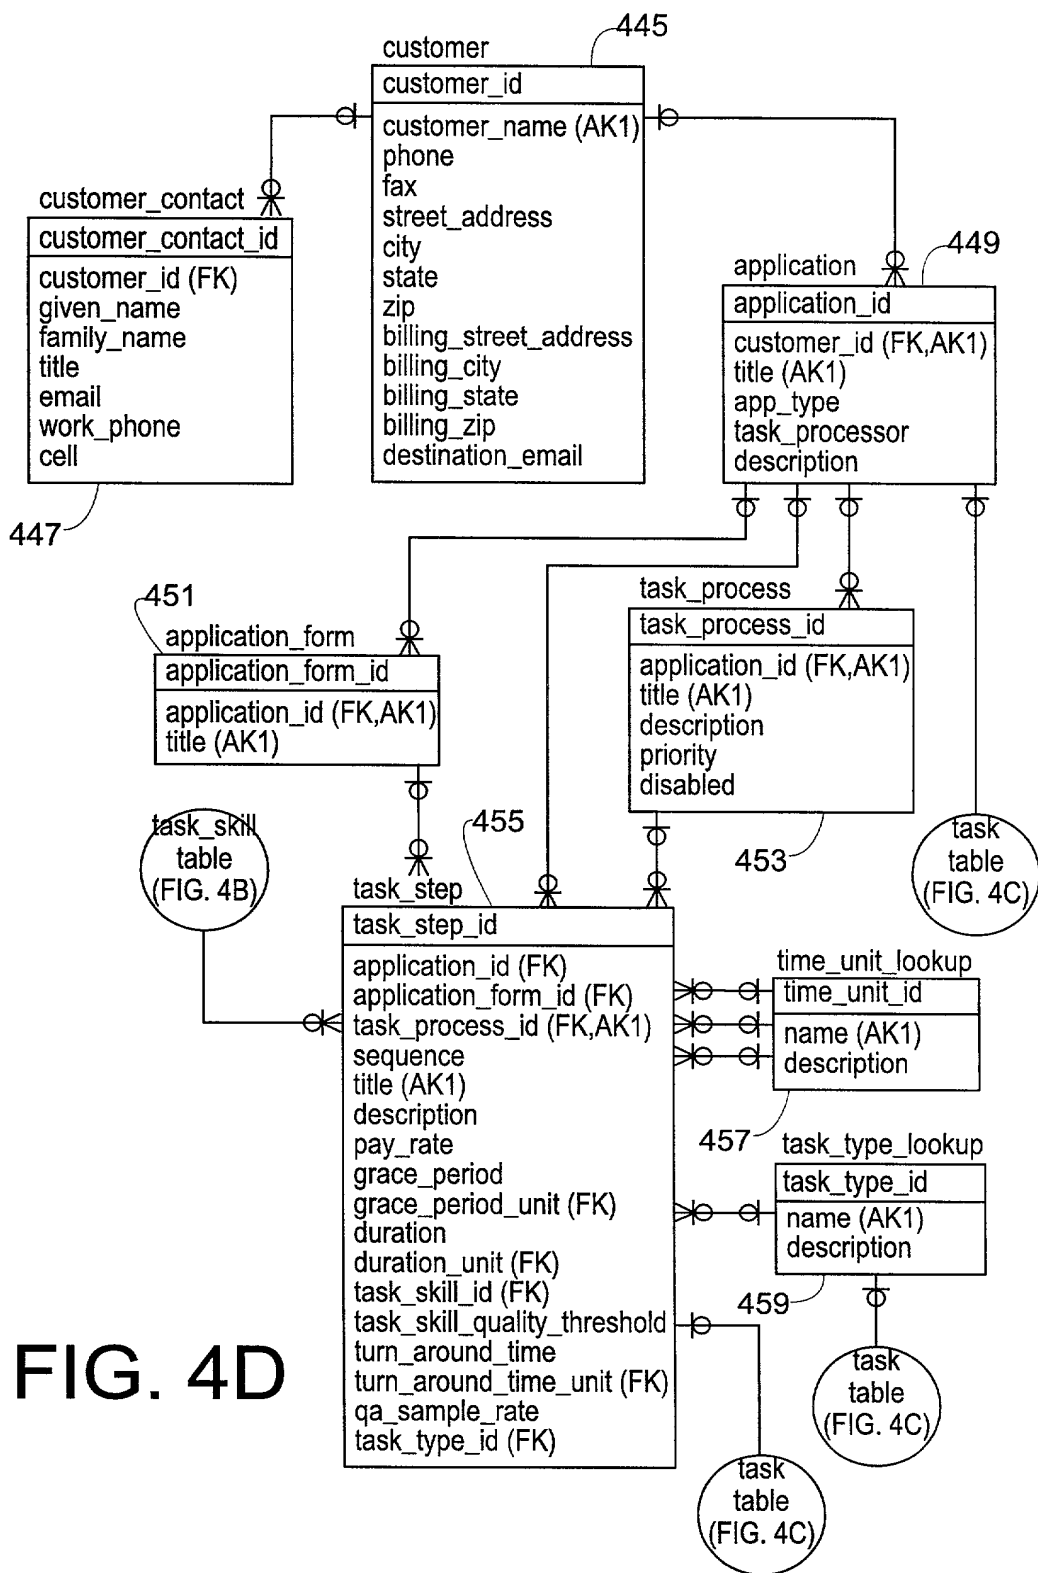 445
customer
customer_id
customer_name (AK1)
phone
fax
street_address
city
state
zip
billing_street_address
billing_city
billing_state
billing_zip
destination_email
customer_contact
customer_contact_id
customer_id (FK)
given_name
family_name
title
email
work_phone
cell
447
449
application
application_id
customer_id (FK,AK1)
title (AK1)
app_type
task_processor
description
451
application_form
application_form_id
application_id (FK,AK1)
title (AK1)
task_process
task_process_id
application_id (FK,AK1)
title (AK1)
description
priority
disabled
453
task
table
(FIG. 4C)
task_skill
table
(FIG. 4B)
455
task_step
task_step_id
application_id (FK)
application_form_id (FK)
task_process_id (FK,AK1)
sequence
title (AK1)
description
pay_rate
grace_period
grace_period_unit (FK)
duration
duration_unit (FK)
task_skill_id (FK)
task_skill_quality_threshold
turn_around_time
turn_around_time_unit (FK)
qa_sample_rate
task_type_id (FK)
time_unit_lookup
time_unit_id
name (AK1)
description
457
task_type_lookup
task_type_id
name (AK1)
description
459
task
table
(FIG. 4C)
task
table
(FIG. 4C)
FIG. 4D